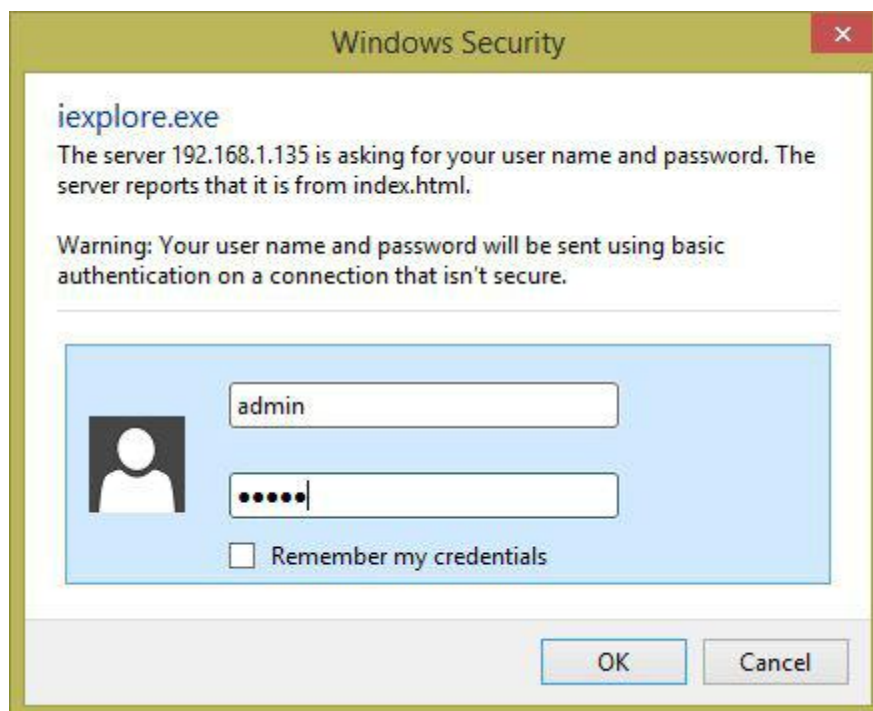 Windows Security
iexplore.exe
The server 192.168.1.135 is asking for your user name and password. The
server reports that it is from index.html.
Warning: Your user name and password will be sent using basic
authentication on a connection that isn't secure.
admin
•••••
Remember my credentials
OK
Cancel